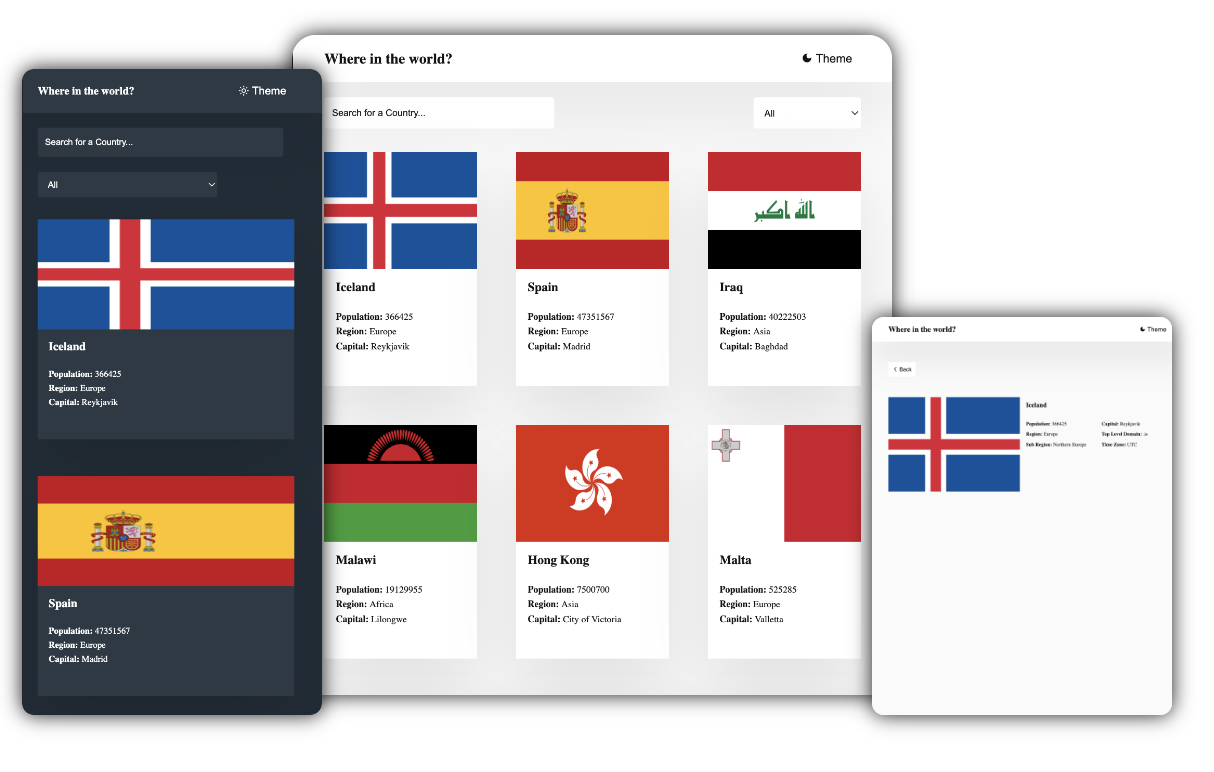 Where in the world?
Theme
Search for a Country...
All
Iceland
Population: 366425
Region: Europe
Capital: Reykjavik
Spain
Population: 47351567
Region: Europe
Capital: Madrid
Where in the world?
Theme
Search for a Country...
All
Iceland
Population: 366425
Region: Europe
Capital: Reykjavik
Spain
Population: 47351567
Region: Europe
Capital: Madrid
الله اكبر
Iraq
Population: 40222503
Region: Asia
Capital: Baghdad
Malawi
Population: 19129955
Region: Africa
Capital: Lilongwe
Hong Kong
Population: 7500700
Region: Asia
Capital: City of Victoria
Malta
Population: 525285
Region: Europe
Capital: Valletta
Where in the world?
Theme
Back
Iceland
Population: 366425
Region: Europe
Sub Region: Northern Europe
Capital: Reykjavik
Top Level Domain: .is
Time Zone: UTC